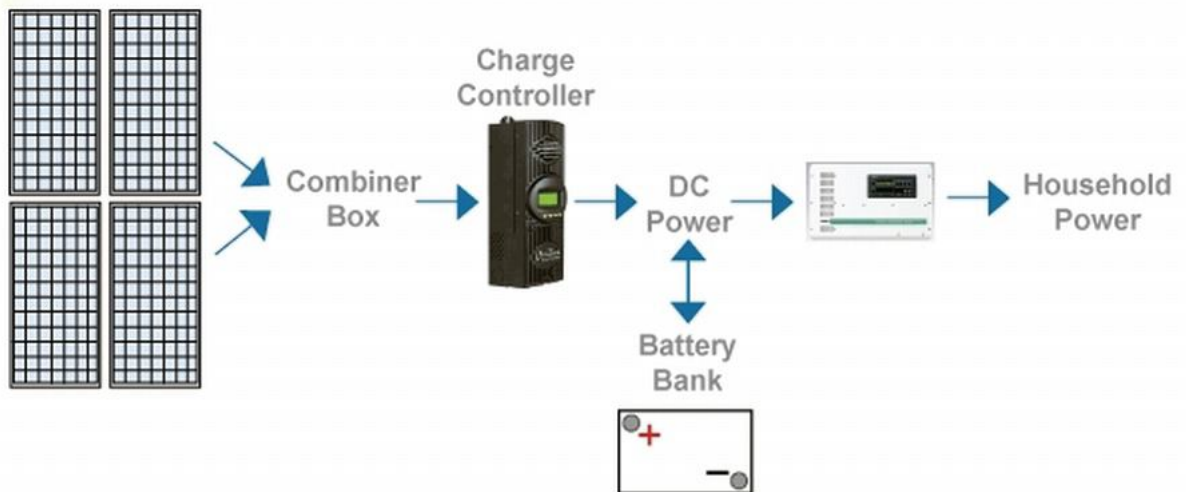 Charge
Controller
Combiner
Box
DC
Power
Household
Power
Battery
Bank
+
−